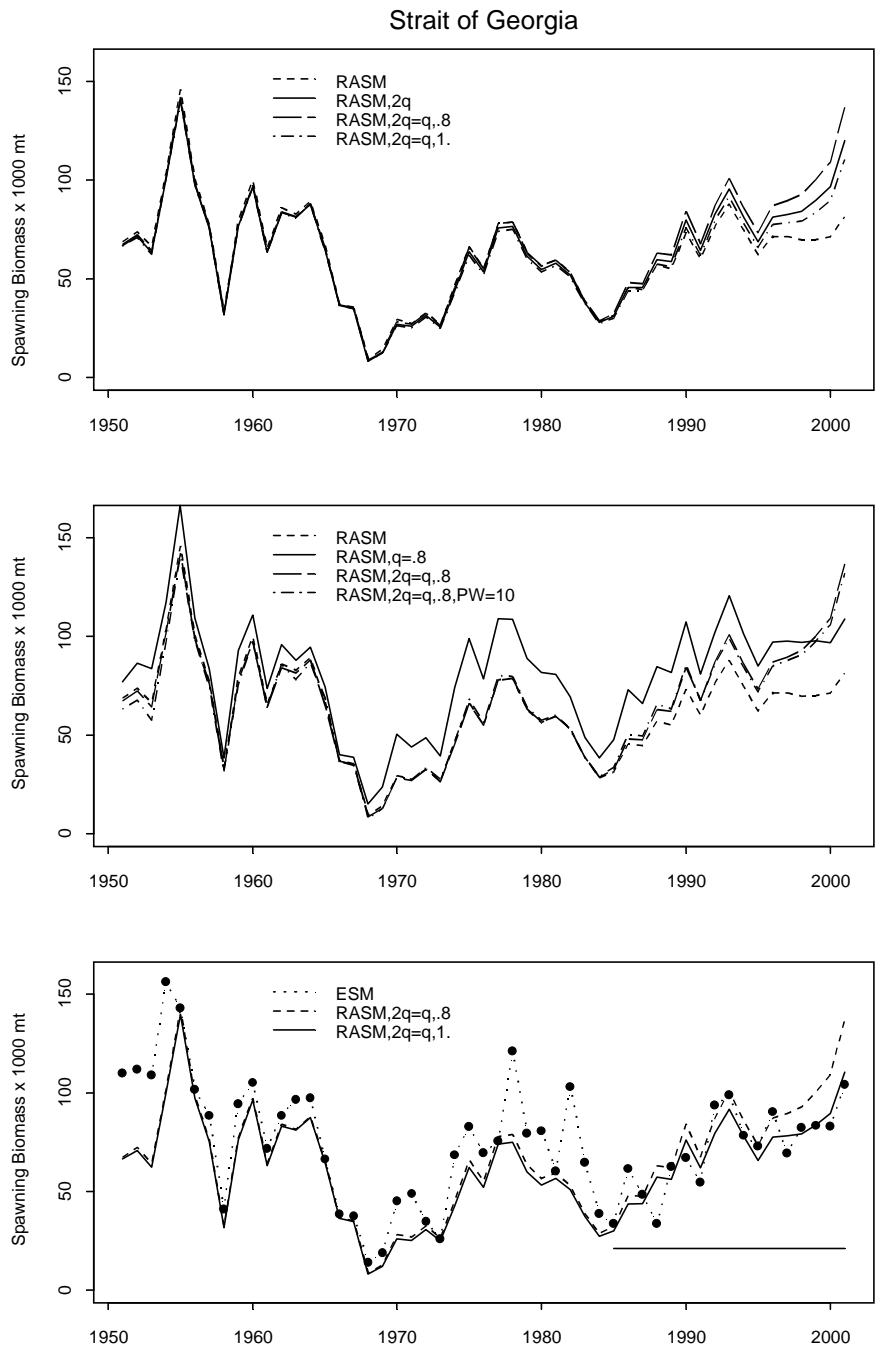 Strait of Georgia
Spawning Biomass x 1000 mt
150
100
50
0
RASM
RASM,2q
RASM,2q=q,.8
RASM,2q=q,1.
1950 1960 1970 1980 1990 2000
Spawning Biomass x 1000 mt
150
100
50
0
RASM
RASM,q=.8
RASM,2q=q,.8
RASM,2q=q,.8,PW=10
1950 1960 1970 1980 1990 2000
Spawning Biomass x 1000 mt
150
100
50
0
ESM
RASM,2q=q,.8
RASM,2q=q,1.
1950 1960 1970 1980 1990 2000